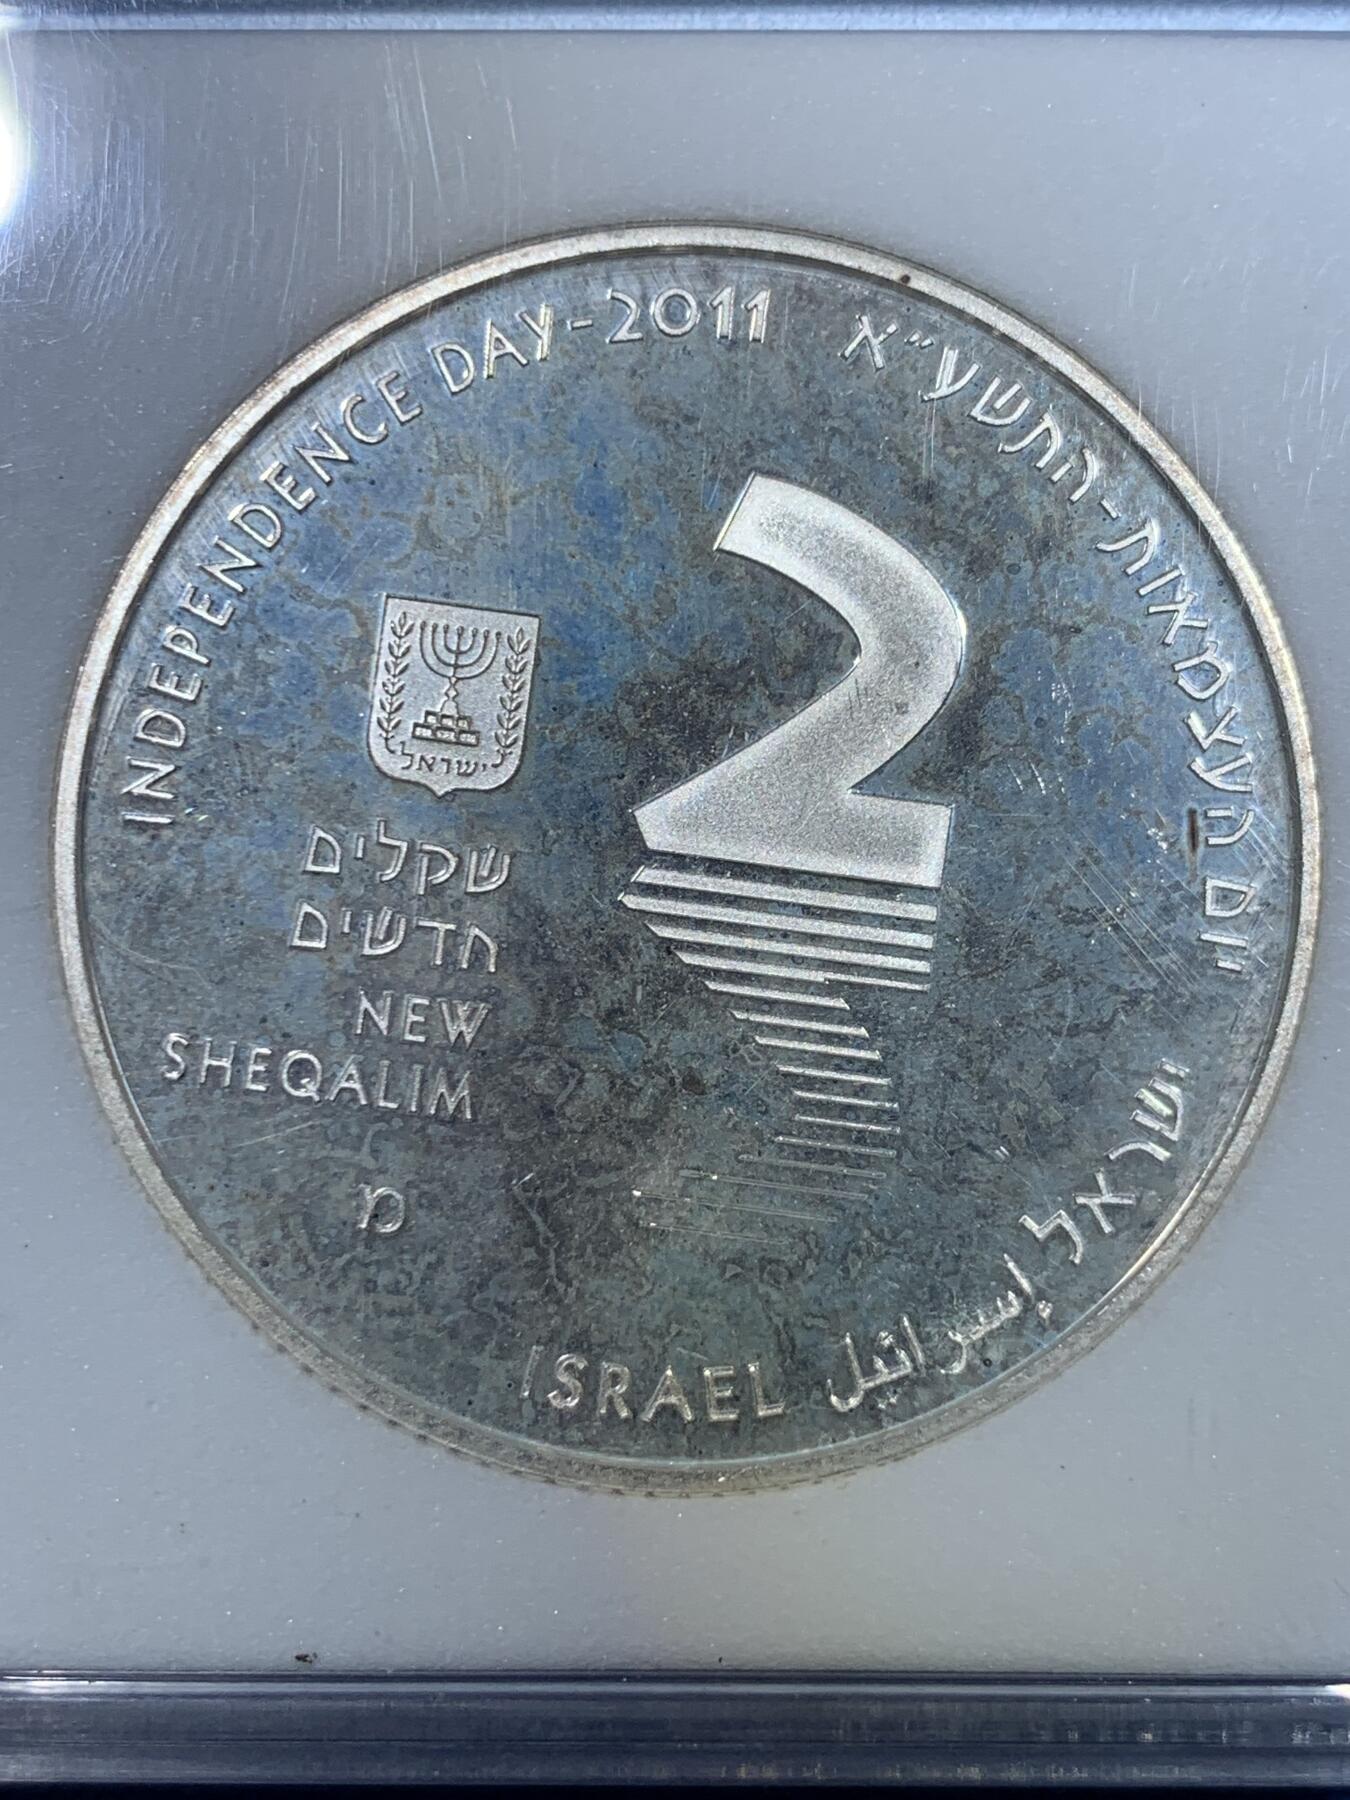 INDEPENDENCE DAY-2011
יום העצמאות-התשע״א
2
ישראל
שקלים
חדשים
NEW
SHEQALIM
מ
ISRAEL
إسرائيل
ישראל